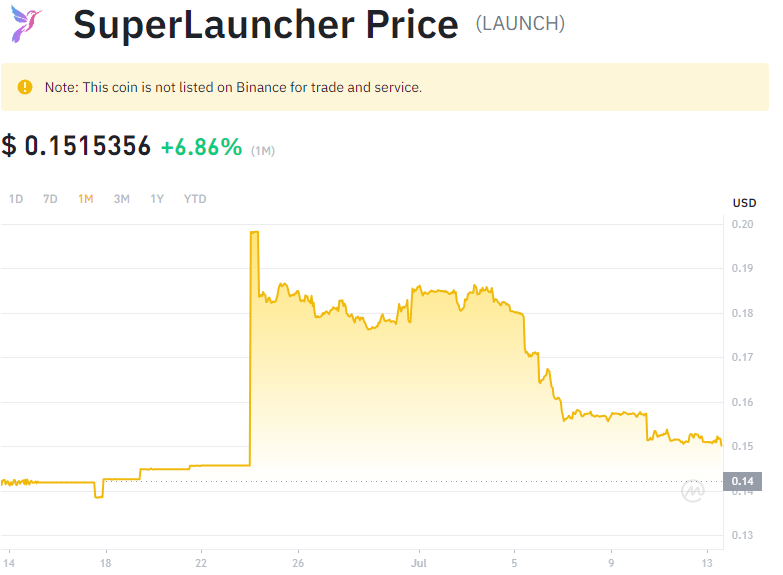 SuperLauncher Price (LAUNCH)
Note: This coin is not listed on Binance for trade and service.
$ 0.1515356 +6.86% (1M)
1D 7D 1M 3M 1Y YTD
USD
0.20
0.19
0.18
0.17
0.16
0.15
0.14
0.14
0.13
14 18 22 26 Jul 5 9 13